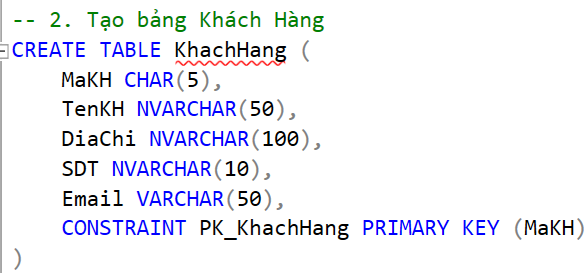 -- 2. Tạo bảng Khách Hàng
CREATE TABLE KhachHang (
MaKH CHAR(5),
TenKH NVARCHAR(50),
DiaChi NVARCHAR(100),
SDT NVARCHAR(10),
Email VARCHAR(50),
CONSTRAINT PK_KhachHang PRIMARY KEY (MaKH)
)